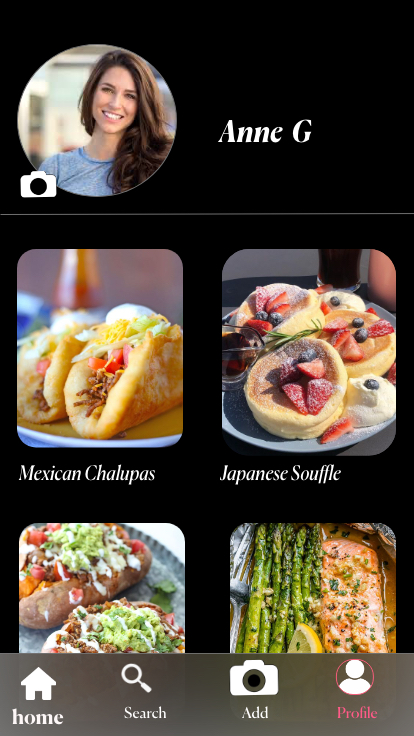 Anne G
Mexican Chalupas
Japanese Souffle
home
Search
Add
Profile